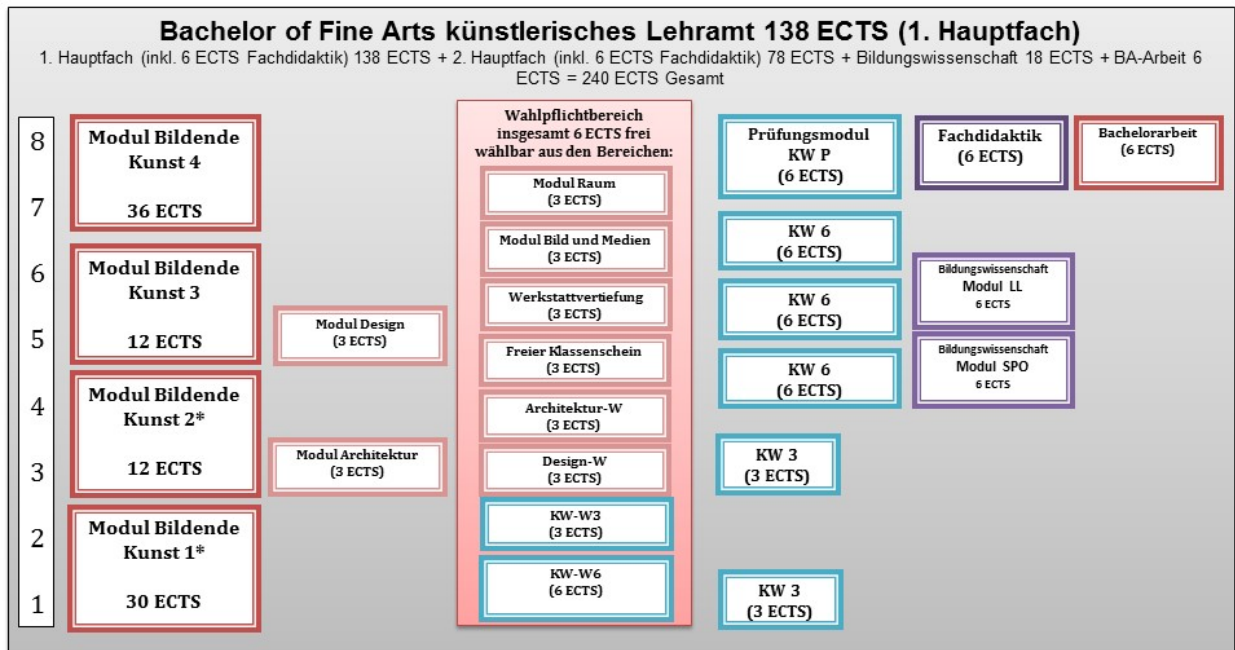 Bachelor of Fine Arts künstlerisches Lehramt 138 ECTS (1. Hauptfach)
1. Hauptfach (inkl. 6 ECTS Fachdidaktik) 138 ECTS + 2. Hauptfach (inkl. 6 ECTS Fachdidaktik) 78 ECTS + Bildungswissenschaft 18 ECTS + BA-Arbeit 6
ECTS = 240 ECTS Gesamt
8
7
6
5
4
3
2
1
Modul Bildende
Kunst 4
36 ECTS
Modul Bildende
Kunst 3
12 ECTS
Modul Bildende
Kunst 2*
12 ECTS
Modul Bildende
Kunst 1*
30 ECTS
Modul Design
(3 ECTS)
Modul Architektur
(3 ECTS)
Wahlpflichtbereich
insgesamt 6 ECTS frei
wählbar aus den Bereichen:
Modul Raum
(3 ECTS)
Modul Bild und Medien
(3 ECTS)
Werkstattvertiefung
(3 ECTS)
Freier Klassenschein
(3 ECTS)
Architektur-W
(3 ECTS)
Design-W
(3 ECTS)
KW-W3
(3 ECTS)
KW-W6
(6 ECTS)
Prüfungsmodul
KW P
(6 ECTS)
KW 6
(6 ECTS)
KW 6
(6 ECTS)
KW 6
(6 ECTS)
KW 3
(3 ECTS)
KW 3
(3 ECTS)
Fachdidaktik
(6 ECTS)
Bildungswissenschaft
Modul LL
6 ECTS
Bildungswissenschaft
Modul SPO
6 ECTS
Bachelorarbeit
(6 ECTS)